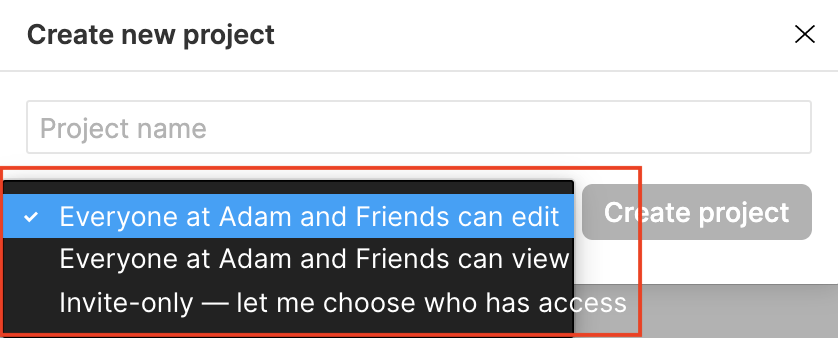 Create new project
Project name
Everyone at Adam and Friends can edit
Create project
Everyone at Adam and Friends can view
Invite-only — let me choose who has access